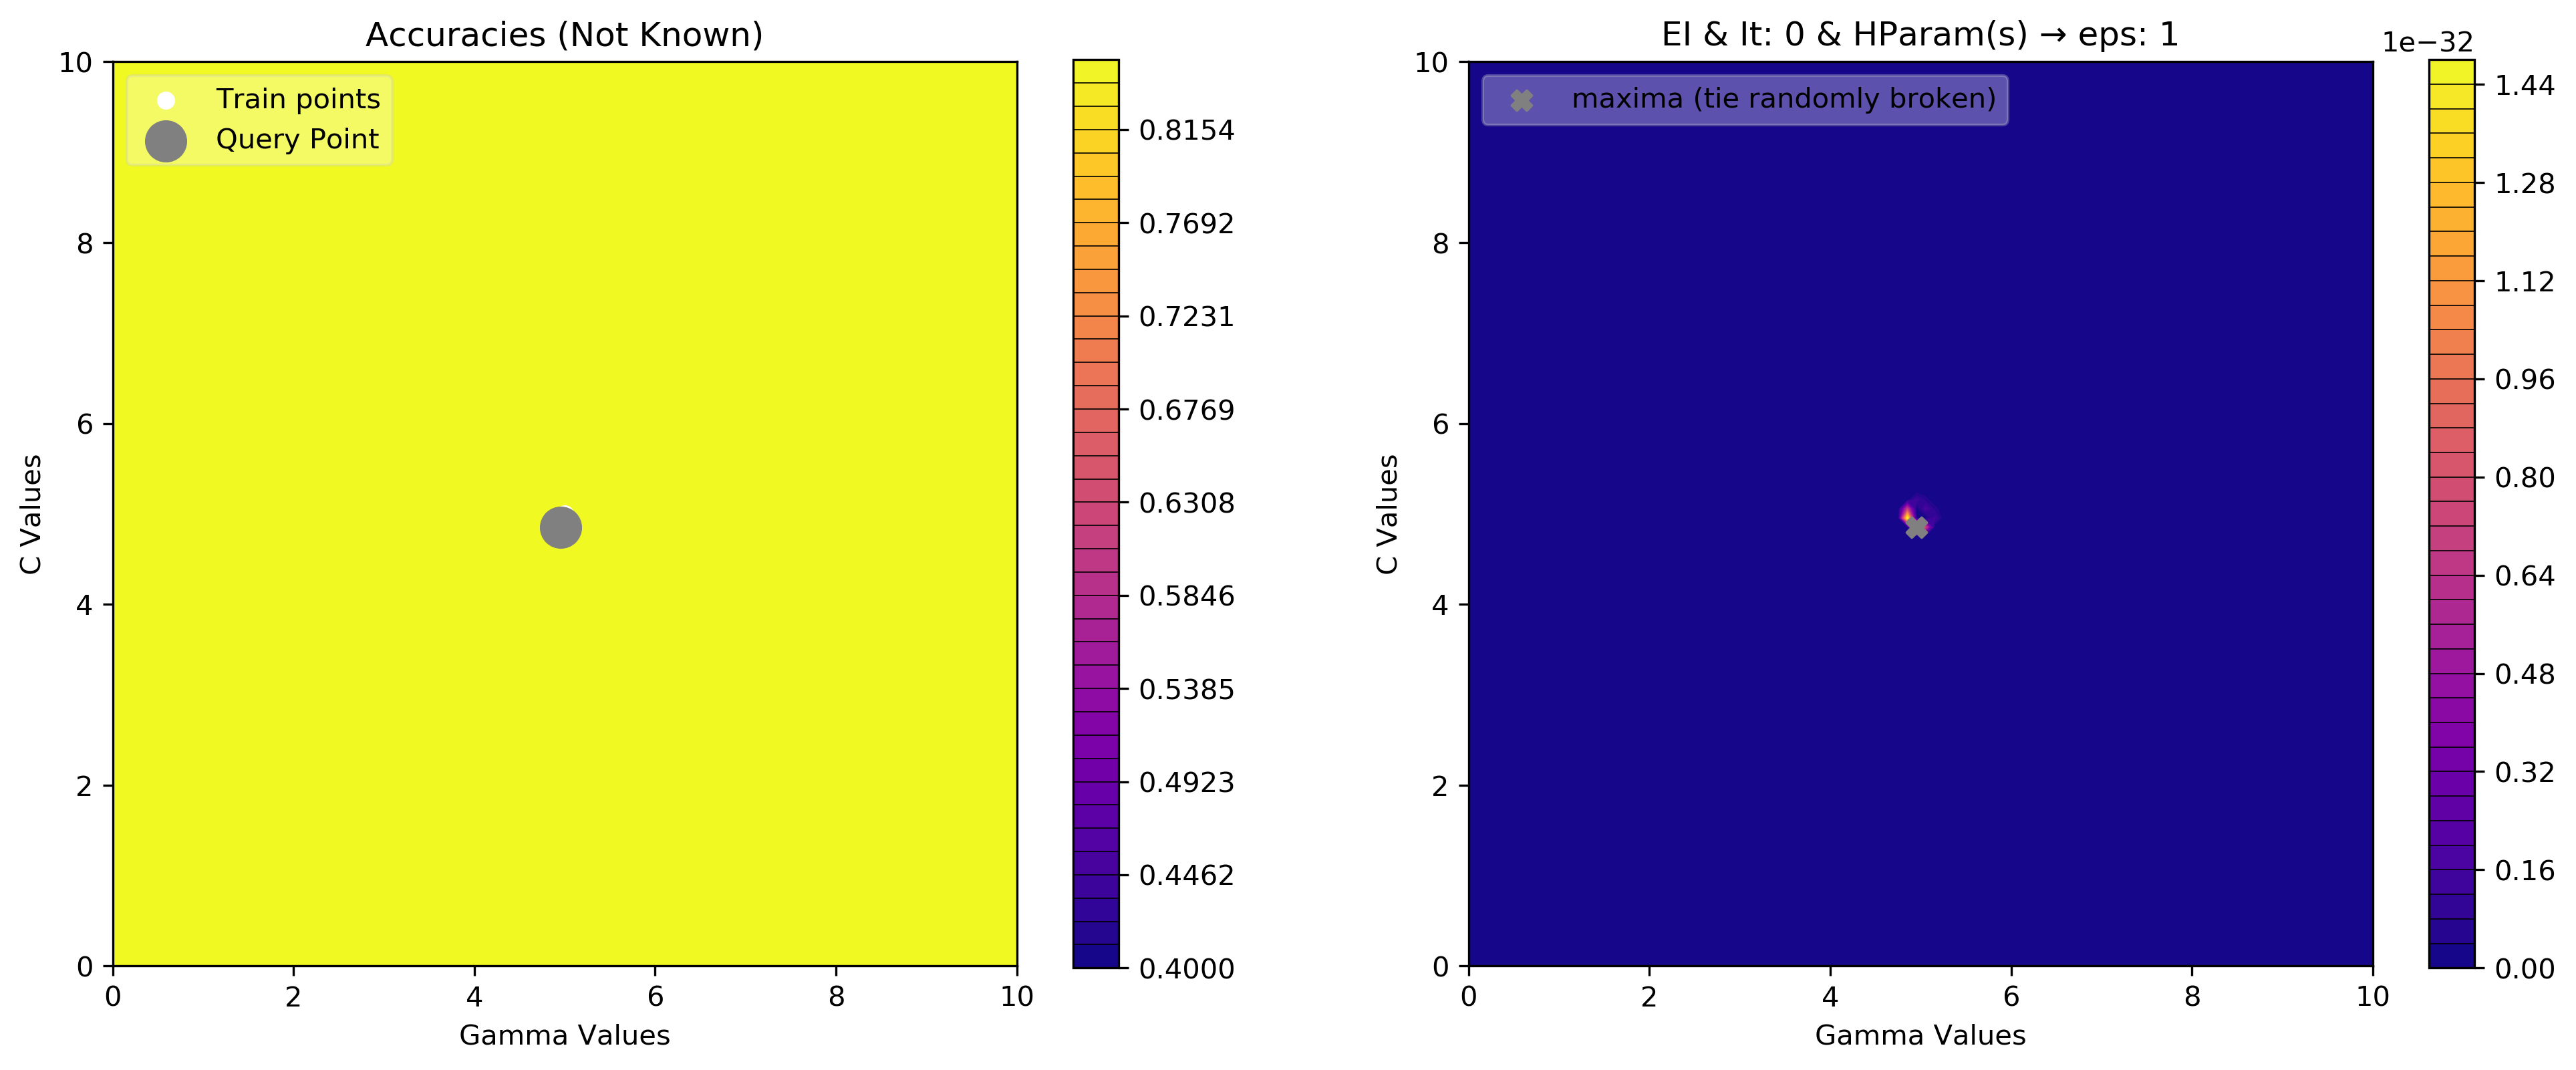 Accuracies (Not Known)
10
8
6
4
2
0
C Values
Train points
Query Point
0 2 4 6 8 10
Gamma Values
0.8154
0.7692
0.7231
0.6769
0.6308
0.5846
0.5385
0.4923
0.4462
0.4000
EI & It: 0 & HParam(s) → eps: 1
10
8
6
4
2
0
C Values
maxima (tie randomly broken)
0 2 4 6 8 10
Gamma Values
1e−32
1.44
1.28
1.12
0.96
0.80
0.64
0.48
0.32
0.16
0.00